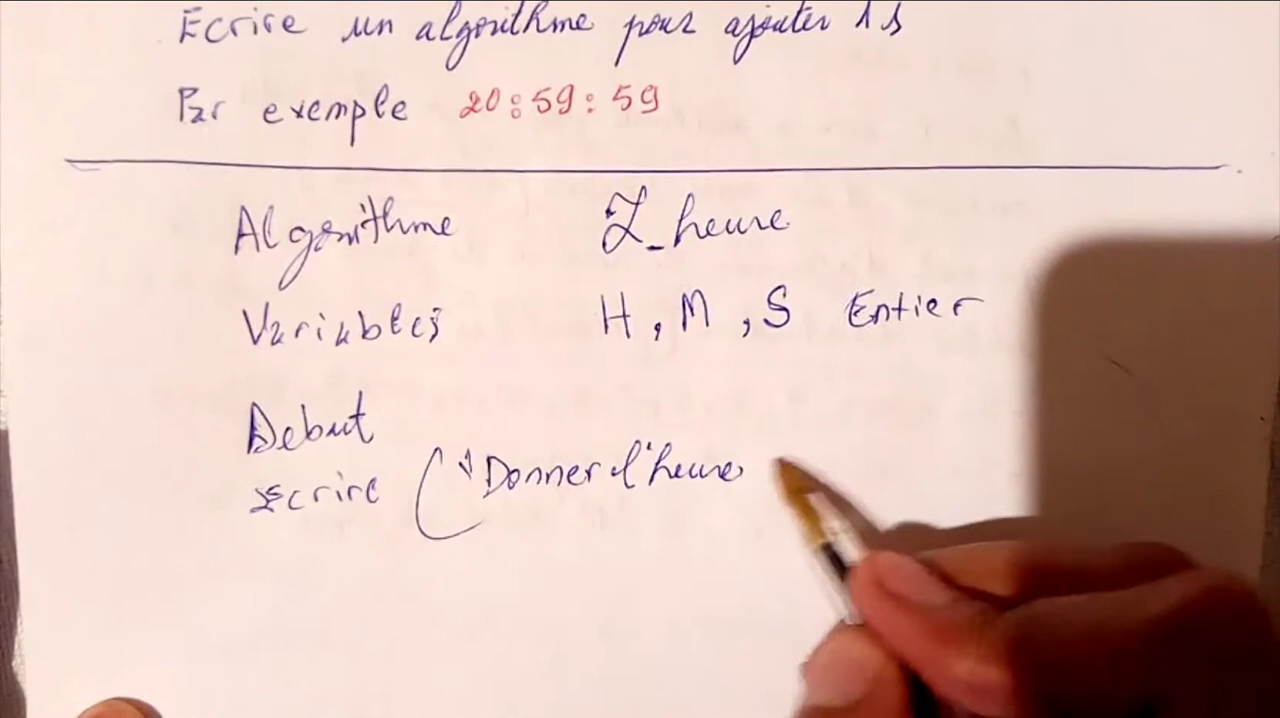 Ecrire un algorithme pour ajouter 1 s
Par exemple 20:59:59
Algorithme L_heure
Variables H, M, S Entier
Debut
ecrire ("Donner l'heure